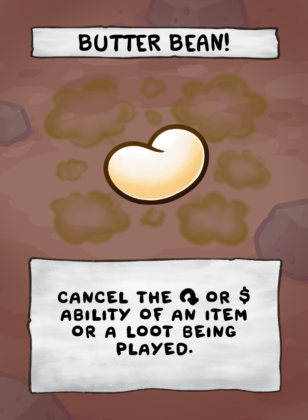 BUTTER BEAN!
CANCEL THE ↷ OR $
ABILITY OF AN ITEM
OR A LOOT BEING
PLAYED.